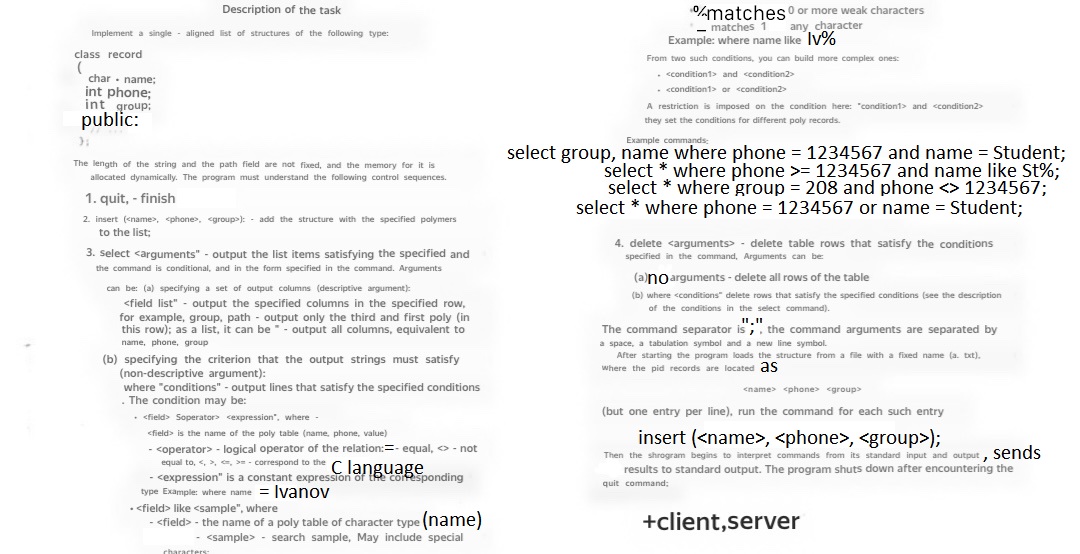 Description of the task
Implement a single - aligned list of structures of the following type:
class record
(
char • name;
int phone;
int group;
public:
};
The length of the string and the path field are not fixed, and the memory for it is
allocated dynamically. The program must understand the following control sequences.
1. quit, - finish
2. insert (<name>, <phone>, <group>): - add the structure with the specified polymers
to the list;
3. select <arguments" - output the list items satisfying the specified and
the command is conditional, and in the form specified in the command. Arguments
can be: (a) specifying a set of output columns (descriptive argument):
<field list" - output the specified columns in the specified row,
for example, group, path - output only the third and first poly (in
this row); as a list, it can be " - output all columns, equivalent to
name, phone, group
(b) specifying the criterion that the output strings must satisfy
(non-descriptive argument):
where "conditions" - output lines that satisfy the specified conditions
. The condition may be:
• <field> Soperator> <expression", where -
<field> is the name of the poly table (name, phone, value)
- <operator> - logical operator of the relation:=- equal, <> - not
equal to, <, >, <=, >= - correspond to the C language
- <expression" is a constant expression of the corresponding
type Example: where name = Ivanov
• <field> like <sample", where
- <field> - the name of a poly table of character type (name)
- <sample> - search sample, May include special
characters:
%matches 0 or more weak characters
_ matches 1 any character
Example: where name like Iv%
From two such conditions, you can build more complex ones:
• <condition1> and <condition2>
• <condition1> or <condition2>
A restriction is imposed on the condition here: "condition1> and <condition2>
they set the conditions for different poly records.
Example commands:
select group, name where phone = 1234567 and name = Student;
select * where phone >= 1234567 and name like St%;
select * where group = 208 and phone <> 1234567;
select * where phone = 1234567 or name = Student;
4. delete <arguments> - delete table rows that satisfy the conditions
specified in the command, Arguments can be:
(a)no arguments - delete all rows of the table
(b) where <conditions" delete rows that satisfy the specified conditions (see the description
of the conditions in the select command).
The command separator is ";", the command arguments are separated by
a space, a tabulation symbol and a new line symbol.
After starting the program loads the structure from a file with a fixed name (a. txt),
where the pid records are located as
<name> <phone> <group>
(but one entry per line), run the command for each such entry
insert (<name>, <phone>, <group>);
Then the shrogram begins to interpret commands from its standard input and output , sends
results to standard output. The program shuts down after encountering the
quit command;
+client,server